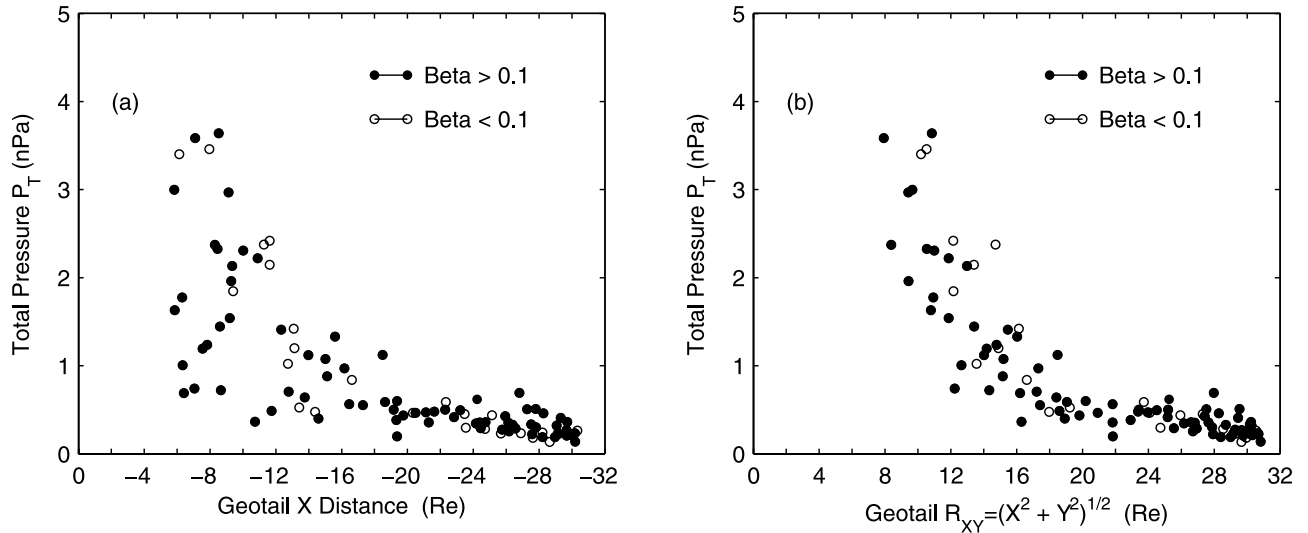 5
4
3
2
1
0
Total Pressure P_T (nPa)
(a)
Beta > 0.1
Beta < 0.1
0 −4 −8 −12 −16 −20 −24 −28 −32
Geotail X Distance (Re)
5
4
3
2
1
0
Total Pressure P_T (nPa)
(b)
Beta > 0.1
Beta < 0.1
0 4 8 12 16 20 24 28 32
Geotail R_XY=(X² + Y²)^1/2 (Re)